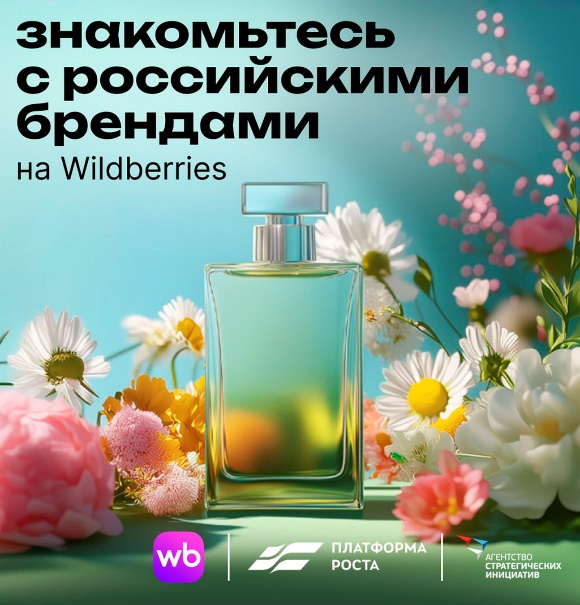 знакомьтесь
с российскими
брендами
на Wildberries
wb
ПЛАТФОРМА
РОСТА
АГЕНТСТВО
СТРАТЕГИЧЕСКИХ
ИНИЦИАТИВ